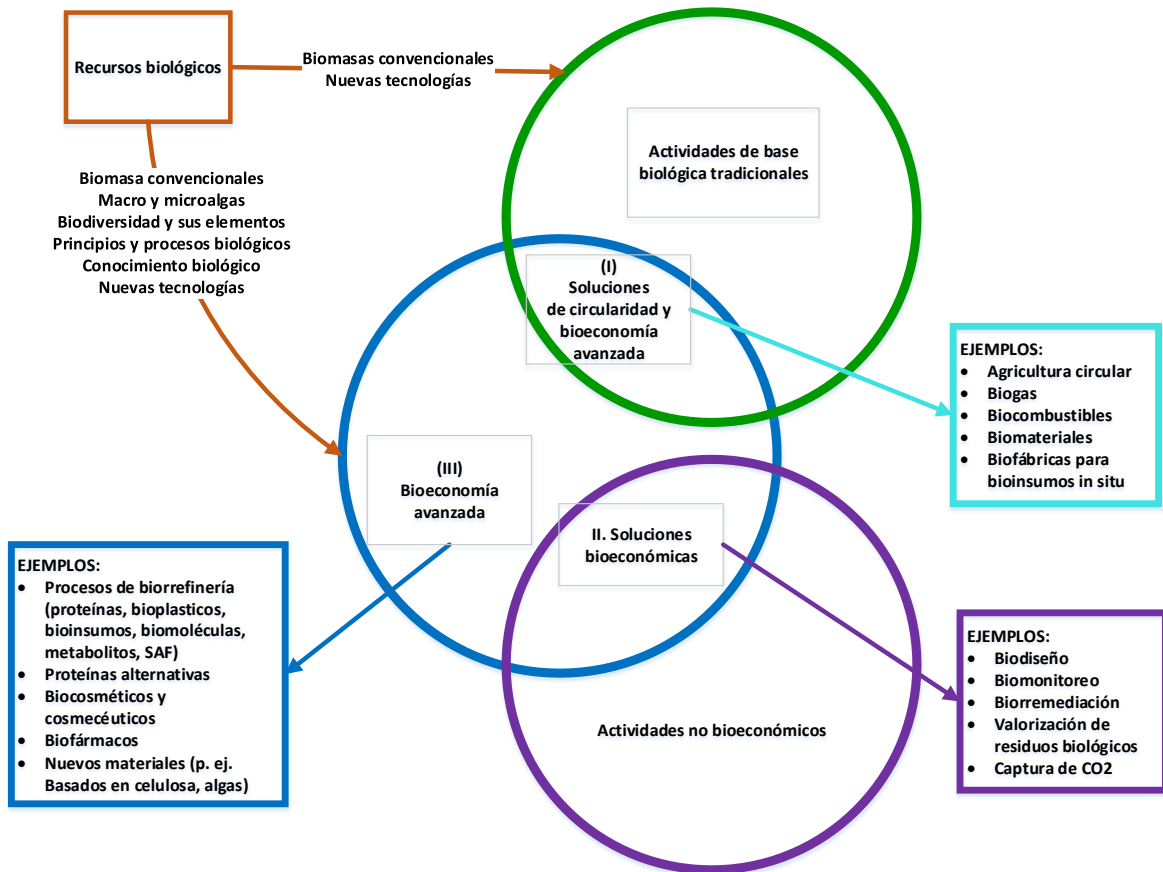 Recursos biológicos
Biomasas convencionales
Nuevas tecnologías
Actividades de base
biológica tradicionales
Biomasa convencionales
Macro y microalgas
Biodiversidad y sus elementos
Principios y procesos biológicos
Conocimiento biológico
Nuevas tecnologías
(I)
Soluciones
de circularidad y
bioeconomía
avanzada
EJEMPLOS:
• Agricultura circular
• Biogas
• Biocombustibles
• Biomateriales
• Biofábricas para
bioinsumos in situ
(III)
Bioeconomía
avanzada
II. Soluciones
bioeconómicas
EJEMPLOS:
• Procesos de biorrefinería
(proteínas, bioplasticos,
bioinsumos, biomoléculas,
metabolitos, SAF)
• Proteínas alternativas
• Biocosméticos y
cosmecéuticos
• Biofármacos
• Nuevos materiales (p. ej.
Basados en celulosa, algas)
EJEMPLOS:
• Biodiseño
• Biomonitoreo
• Biorremediación
• Valorización de
residuos biológicos
• Captura de CO2
Actividades no bioeconómicos